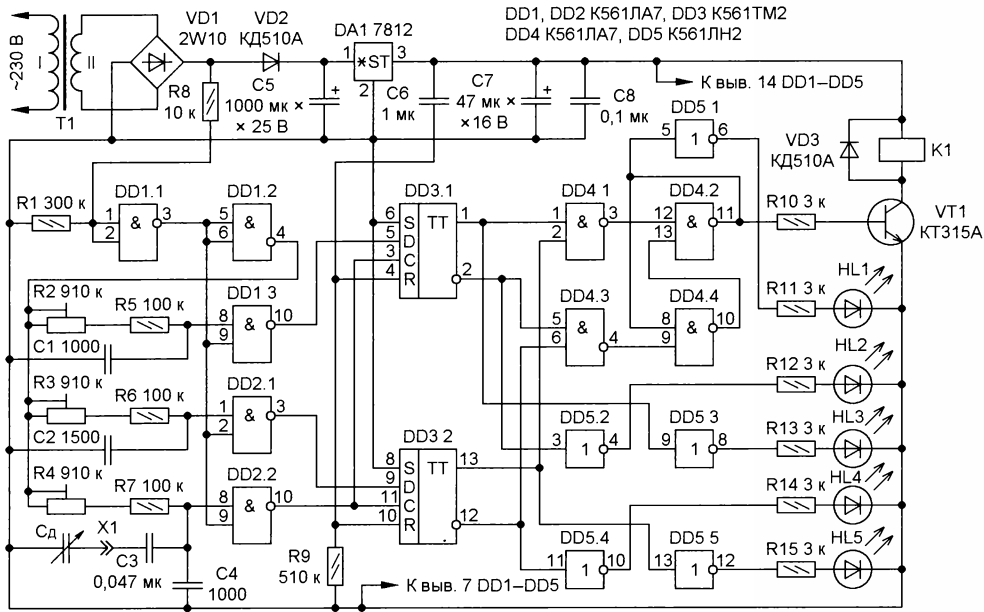 DD1, DD2 К561ЛА7, DD3 К561ТМ2
DD4 К561ЛА7, DD5 К561ЛН2
~230 В
I
II
T1
VD1
2W10
VD2
КД510А
DA1 7812
1
*ST
3
2
R8
10 к
C5
1000 мк ×
× 25 В
+
C6
1 мк
C7
47 мк ×
×16 В
+
C8
0,1 мк
К выв. 14 DD1–DD5
DD5 1
5
1
6
VD3
КД510А
K1
R1 300 к
DD1.1
1
2
&
3
DD1.2
5
6
&
4
DD3.1
6
5
3
4
S
D
C
R
TT
1
2
DD4 1
1
2
&
3
DD4.2
12
13
&
11
R10 3 к
VT1
КТ315А
R2 910 к
R5 100 к
C1 1000
DD1 3
8
9
&
10
DD4.3
5
6
&
4
DD4.4
8
9
&
10
R11 3 к
HL1
R3 910 к
R6 100 к
C2 1500
DD2.1
1
2
&
3
R12 3 к
HL2
DD5.2
3
1
4
DD5 3
9
1
8
R13 3 к
HL3
R4 910 к
R7 100 к
DD2.2
8
9
&
10
DD3 2
8
9
11
10
S
D
C
R
TT
13
12
R14 3 к
HL4
Cд
X1
C3
0,047 мк
C4
1000
R9
510 к
DD5.4
11
1
10
DD5 5
13
1
12
R15 3 к
HL5
К выв. 7 DD1–DD5